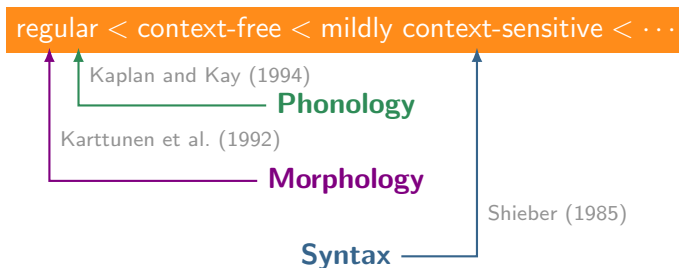 regular < context-free < mildly context-sensitive < ⋯
Kaplan and Kay (1994)
Phonology
Karttunen et al. (1992)
Morphology
Shieber (1985)
Syntax